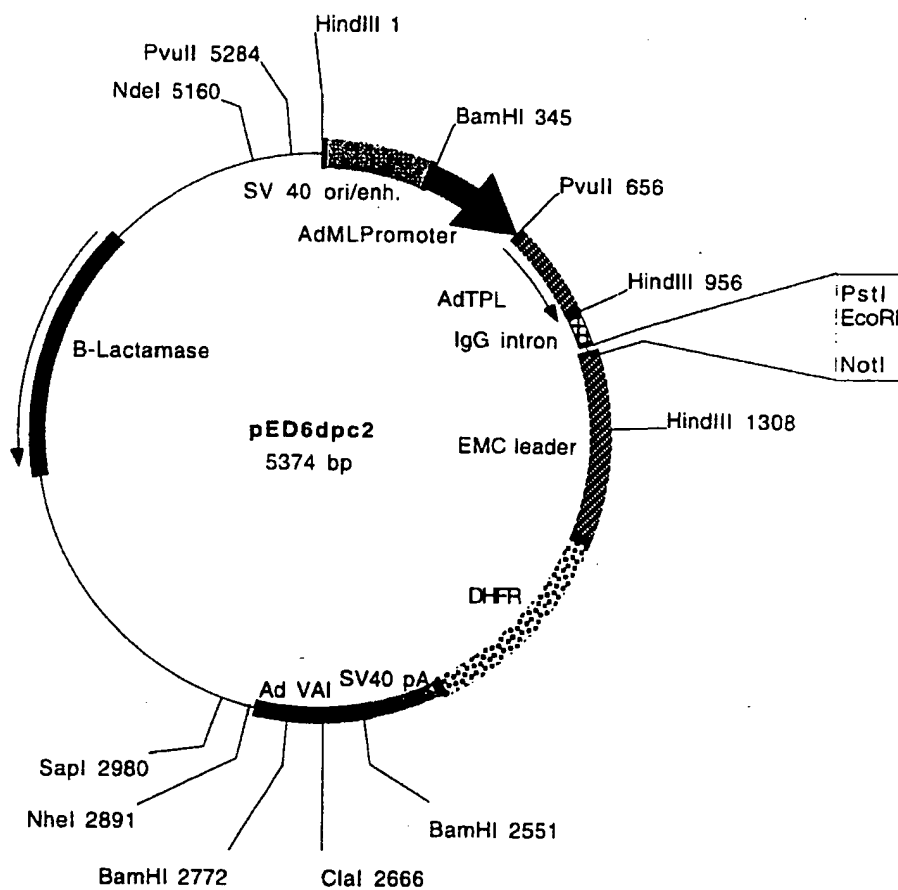 HindIII 1
PvuII 5284
NdeI 5160
BamHI 345
SV 40 ori/enh.
PvuII 656
AdMLPromoter
HindIII 956
AdTPL
PstI
EcoRI
IgG intron
NotI
B-Lactamase
HindIII 1308
pED6dpc2
EMC leader
5374 bp
DHFR
Ad VAI
SV40 pA
SapI 2980
NheI 2891
BamHI 2551
BamHI 2772
ClaI 2666